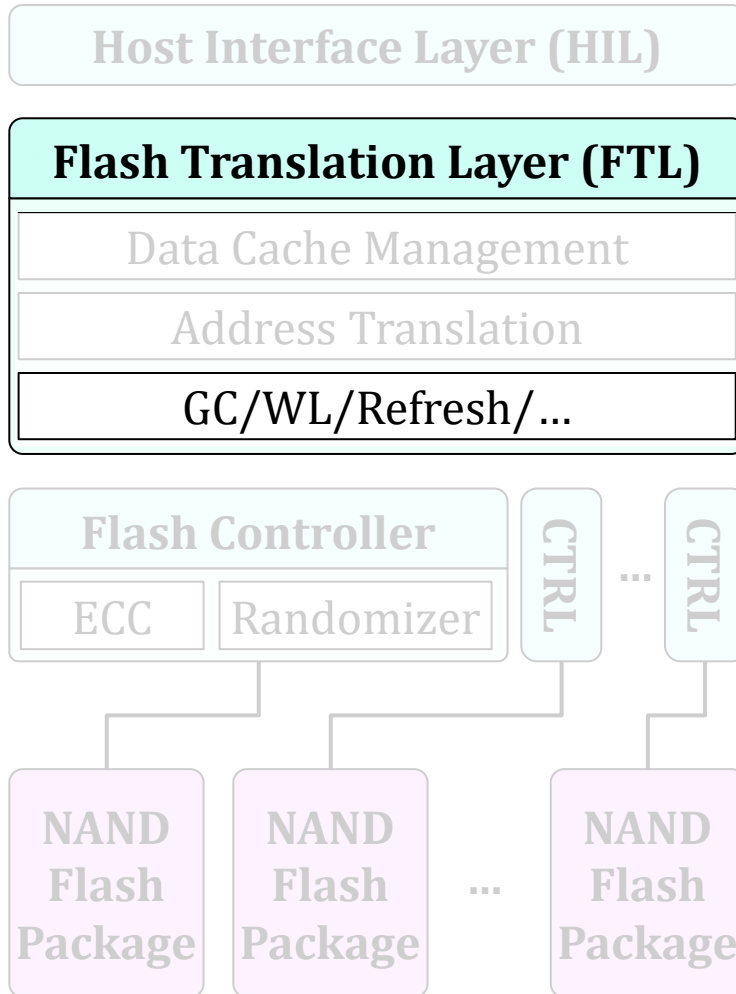 Host Interface Layer (HIL)
Flash Translation Layer (FTL)
Data Cache Management
Address Translation
GC/WL/Refresh/…
Flash Controller
ECC
Randomizer
CTRL
...
CTRL
NAND
Flash
Package
NAND
Flash
Package
...
NAND
Flash
Package